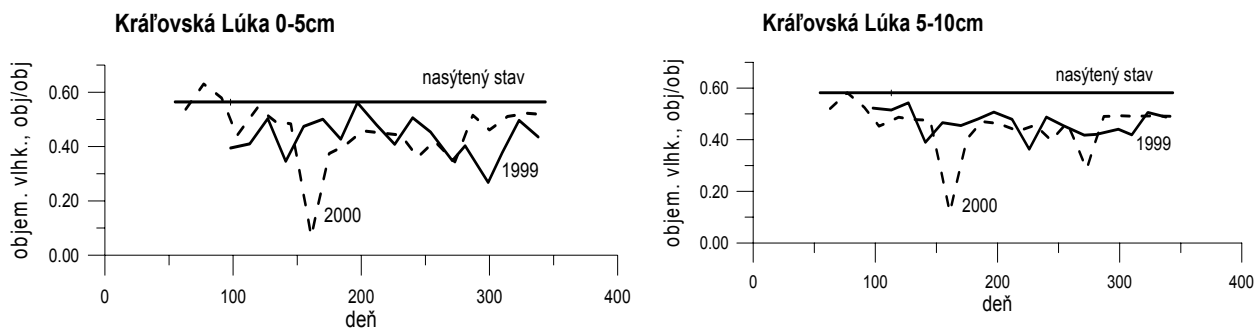 Kráľovská Lúka 0-5cm
objem. vlhk., obj/obj
0.60
0.40
0.20
0.00
nasýtený stav
1999
2000
0
100
200
300
400
deň
Kráľovská Lúka 5-10cm
objem. vlhk., obj/obj
0.60
0.40
0.20
0.00
nasýtený stav
1999
2000
0
100
200
300
400
deň